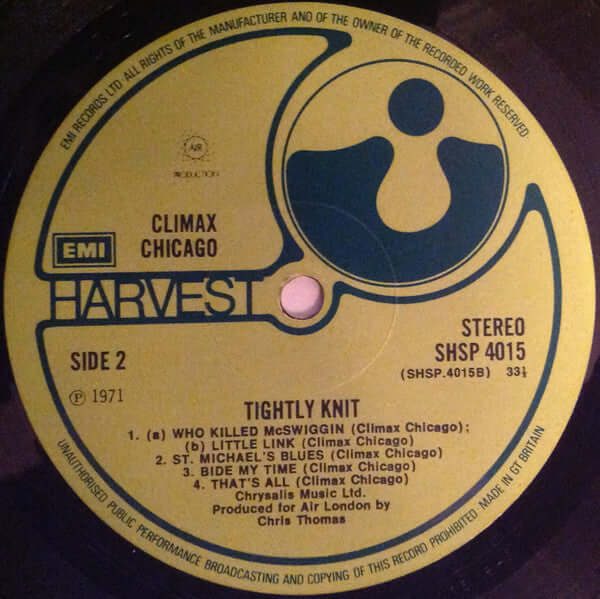 EMI RECORDS LTD ALL RIGHTS OF THE MANUFACTURER AND OF THE OWNER OF THE RECORDED WORK RESERVED·
AIR
PRODUCTION
CLIMAX
CHICAGO
EMI
HARVEST
SIDE 2
Ⓟ 1971
STEREO
SHSP 4015
(SHSP.4015B) 33⅓
TIGHTLY KNIT
1. (a) WHO KILLED McSWIGGIN (Climax Chicago);
(b) LITTLE LINK (Climax Chicago)
2. ST. MICHAEL'S BLUES (Climax Chicago)
3. BIDE MY TIME (Climax Chicago)
4. THAT'S ALL (Climax Chicago)
Chrysalis Music Ltd.
Produced for Air London by
Chris Thomas
UNAUTHORISED PUBLIC PERFORMANCE BROADCASTING AND COPYING OF THIS RECORD PROHIBITED·MADE IN GT BRITAIN